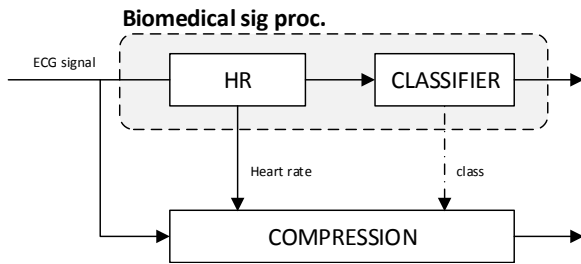 Biomedical sig proc.
ECG signal
HR
CLASSIFIER
Heart rate
class
COMPRESSION